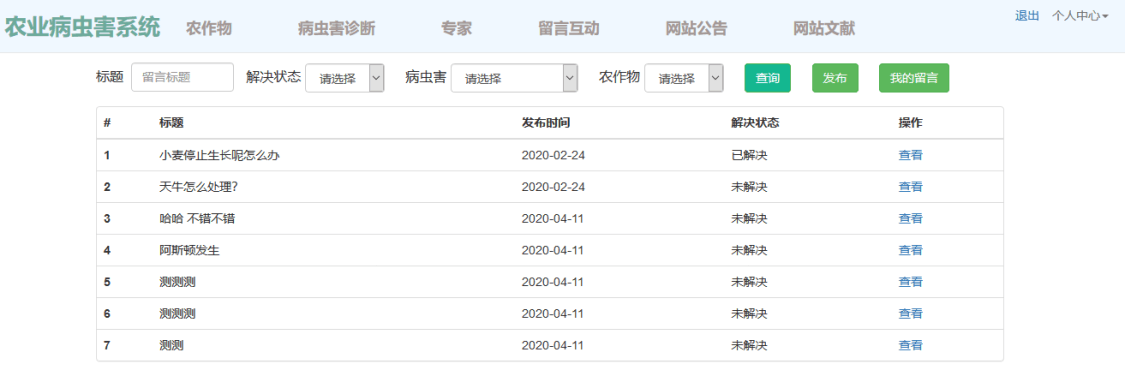 农业病虫害系统 农作物 病虫害诊断 专家 留言互动 网站公告 网站文献 退出 个人中心
标题 留言标题 解决状态 请选择 病虫害 请选择 农作物 请选择 查询 发布 我的留言
# 标题 发布时间 解决状态 操作
1 小麦停止生长呢怎么办 2020-02-24 已解决 查看
2 天牛怎么处理? 2020-02-24 未解决 查看
3 哈哈 不错不错 2020-04-11 未解决 查看
4 阿斯顿发生 2020-04-11 未解决 查看
5 测测测 2020-04-11 未解决 查看
6 测测测 2020-04-11 未解决 查看
7 测测 2020-04-11 未解决 查看